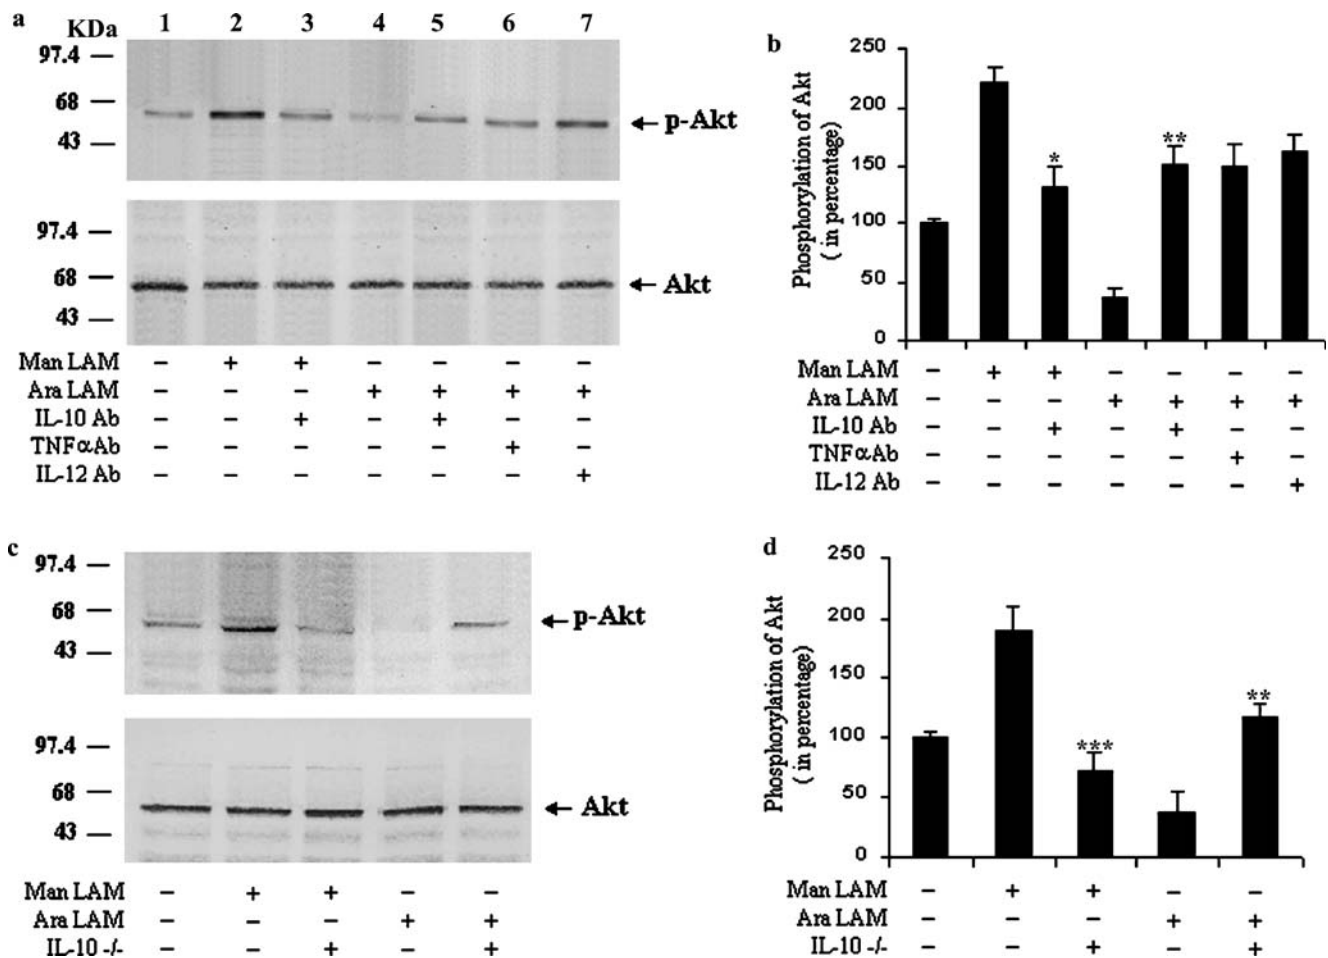 a
KDa 1 2 3 4 5 6 7
97.4
68
43
p-Akt
97.4
68
43
Akt
Man LAM − + + − − − −
Ara LAM − − − + + + +
IL-10 Ab − − + − + − −
TNFαAb − − − − − + −
IL-12 Ab − − − − − − +
b
Phosphorylation of Akt
( in percentage)
250
200
150
100
50
0
*
**
Man LAM − + + − − − −
Ara LAM − − − + + + +
IL-10 Ab − − + − + − −
TNFαAb − − − − − + −
IL-12 Ab − − − − − − +
c
97.4
68
43
p-Akt
97.4
68
43
Akt
Man LAM − + + − −
Ara LAM − − − + +
IL-10 -/- − − + − +
d
Phosphorylation of Akt
( in percentage)
250
200
150
100
50
0
***
**
Man LAM − + + − −
Ara LAM − − − + +
IL-10 -/- − − + − +